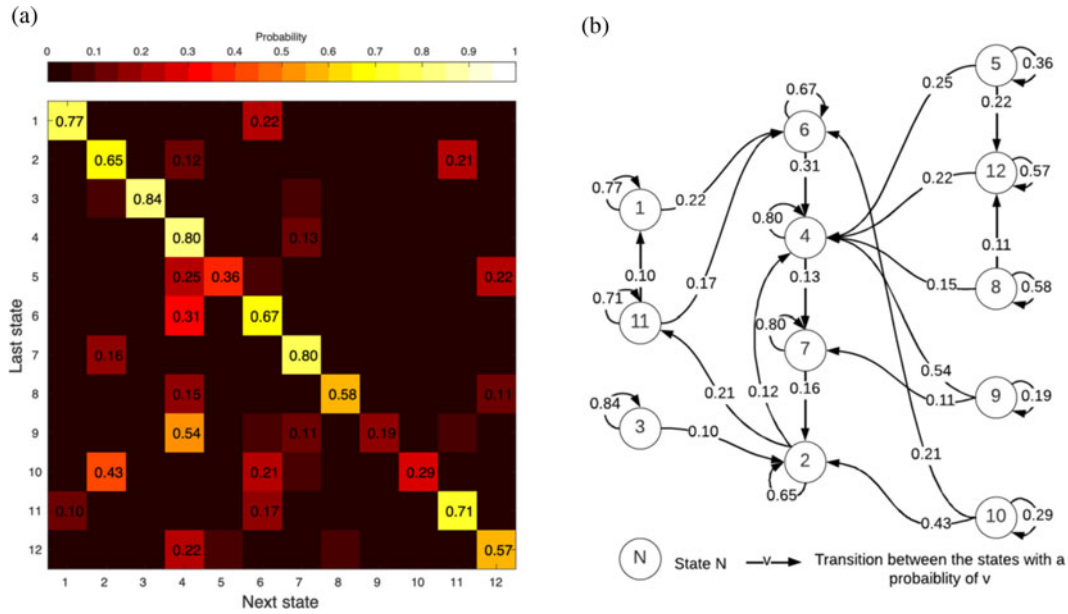 (a)
Probability
0 0.1 0.2 0.3 0.4 0.5 0.6 0.7 0.8 0.9 1
Last state
1 0.77 0.22
2 0.65 0.12 0.21
3 0.84
4 0.80 0.13
5 0.25 0.36 0.22
6 0.31 0.67
7 0.16 0.80
8 0.15 0.58 0.11
9 0.54 0.11 0.19
10 0.43 0.21 0.29
11 0.10 0.17 0.71
12 0.22 0.57
1 2 3 4 5 6 7 8 9 10 11 12
Next state
(b)
5 0.36
0.25
0.22
0.67
6
0.31
12 0.57
0.22
0.77
1
0.22
0.80
4
0.11
0.15
8 0.58
0.10
0.17
0.13
0.71
11
0.80
7
0.16
0.54
0.11
9 0.19
0.21
0.12
0.84
3
0.10
2
0.65
0.21
0.43
10 0.29
N State N
v Transition between the states with a
probaiblity of v